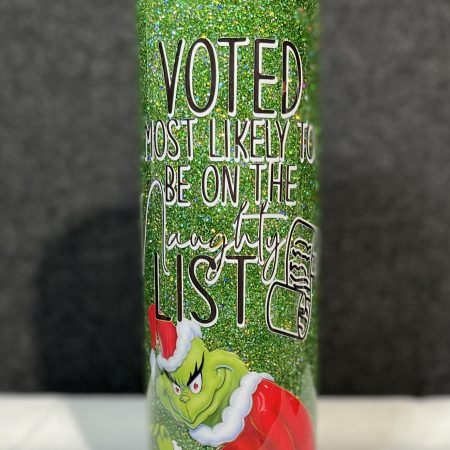 VOTED
MOST LIKELY TO
BE ON THE
Naughty
LIST